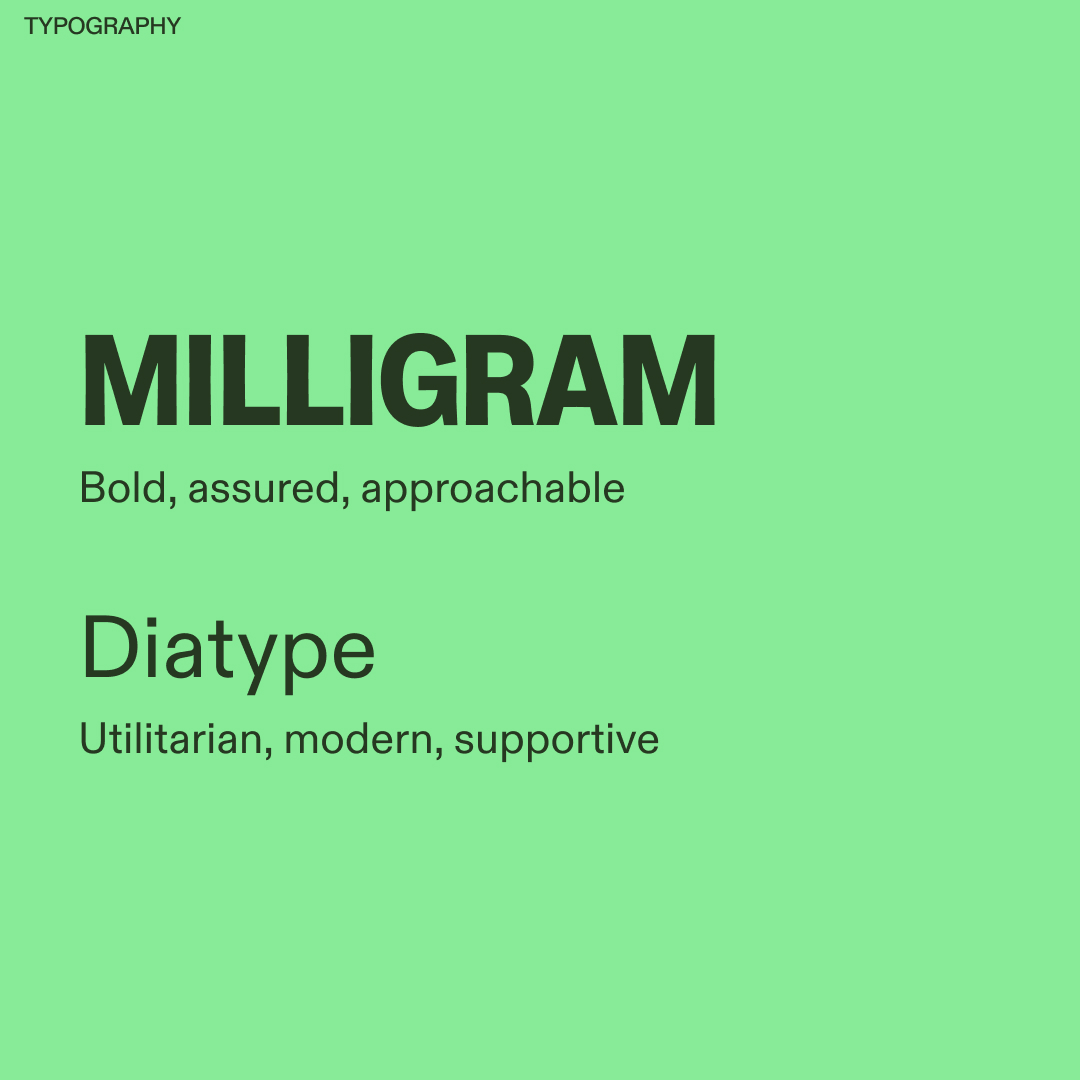 TYPOGRAPHY
MILLIGRAM
Bold, assured, approachable
Diatype
Utilitarian, modern, supportive